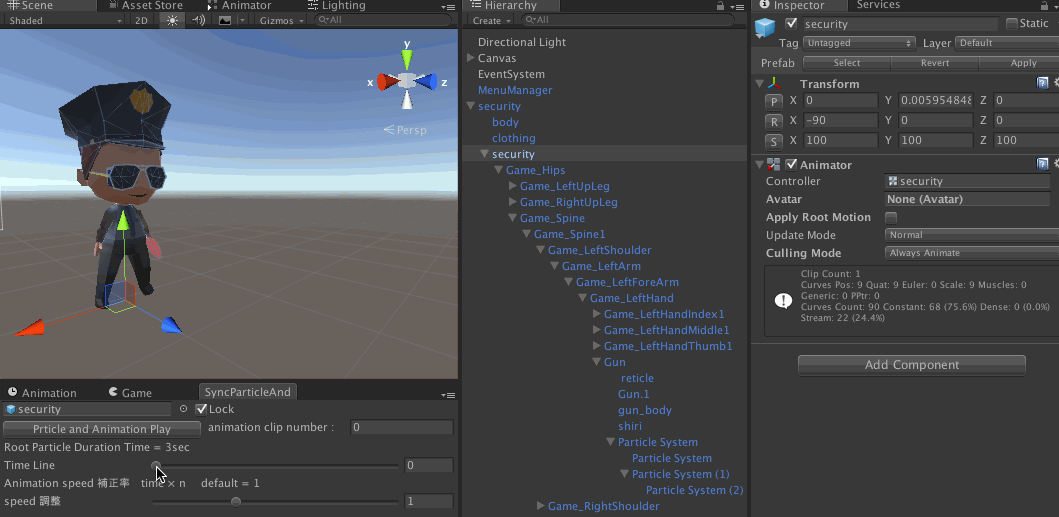 Scene
Asset Store
Animator
Lighting
Shaded
2D
Gizmos
All
y
x
z
Persp
Animation
Game
SyncParticleAnd
security
Lock
Prticle and Animation Play
animation clip number :
0
Root Particle Duration Time = 3sec
Time Line
0
Animation speed 補正率 time × n default = 1
speed 調整
1
Hierarchy
Create
All
Directional Light
Canvas
EventSystem
MenuManager
security
body
clothing
security
Game_Hips
Game_LeftUpLeg
Game_RightUpLeg
Game_Spine
Game_Spine1
Game_LeftShoulder
Game_LeftArm
Game_LeftForeArm
Game_LeftHand
Game_LeftHandIndex1
Game_LeftHandMiddle1
Game_LeftHandThumb1
Gun
reticle
Gun.1
gun_body
shiri
Particle System
Particle System
Particle System (1)
Particle System (2)
Game_RightShoulder
Inspector
Services
security
Static
Tag Untagged Layer Default
Prefab Select Revert Apply
Transform
P X 0 Y 0.005954848 Z 0
R X -90 Y 0 Z 0
S X 100 Y 100 Z 100
Animator
Controller security
Avatar None (Avatar)
Apply Root Motion
Update Mode Normal
Culling Mode Always Animate
Clip Count: 1
Curves Pos: 9 Quat: 9 Euler: 0 Scale: 9 Muscles: 0
Generic: 0 PPtr: 0
Curves Count: 90 Constant: 68 (75.6%) Dense: 0 (0.0%)
Stream: 22 (24.4%)
Add Component